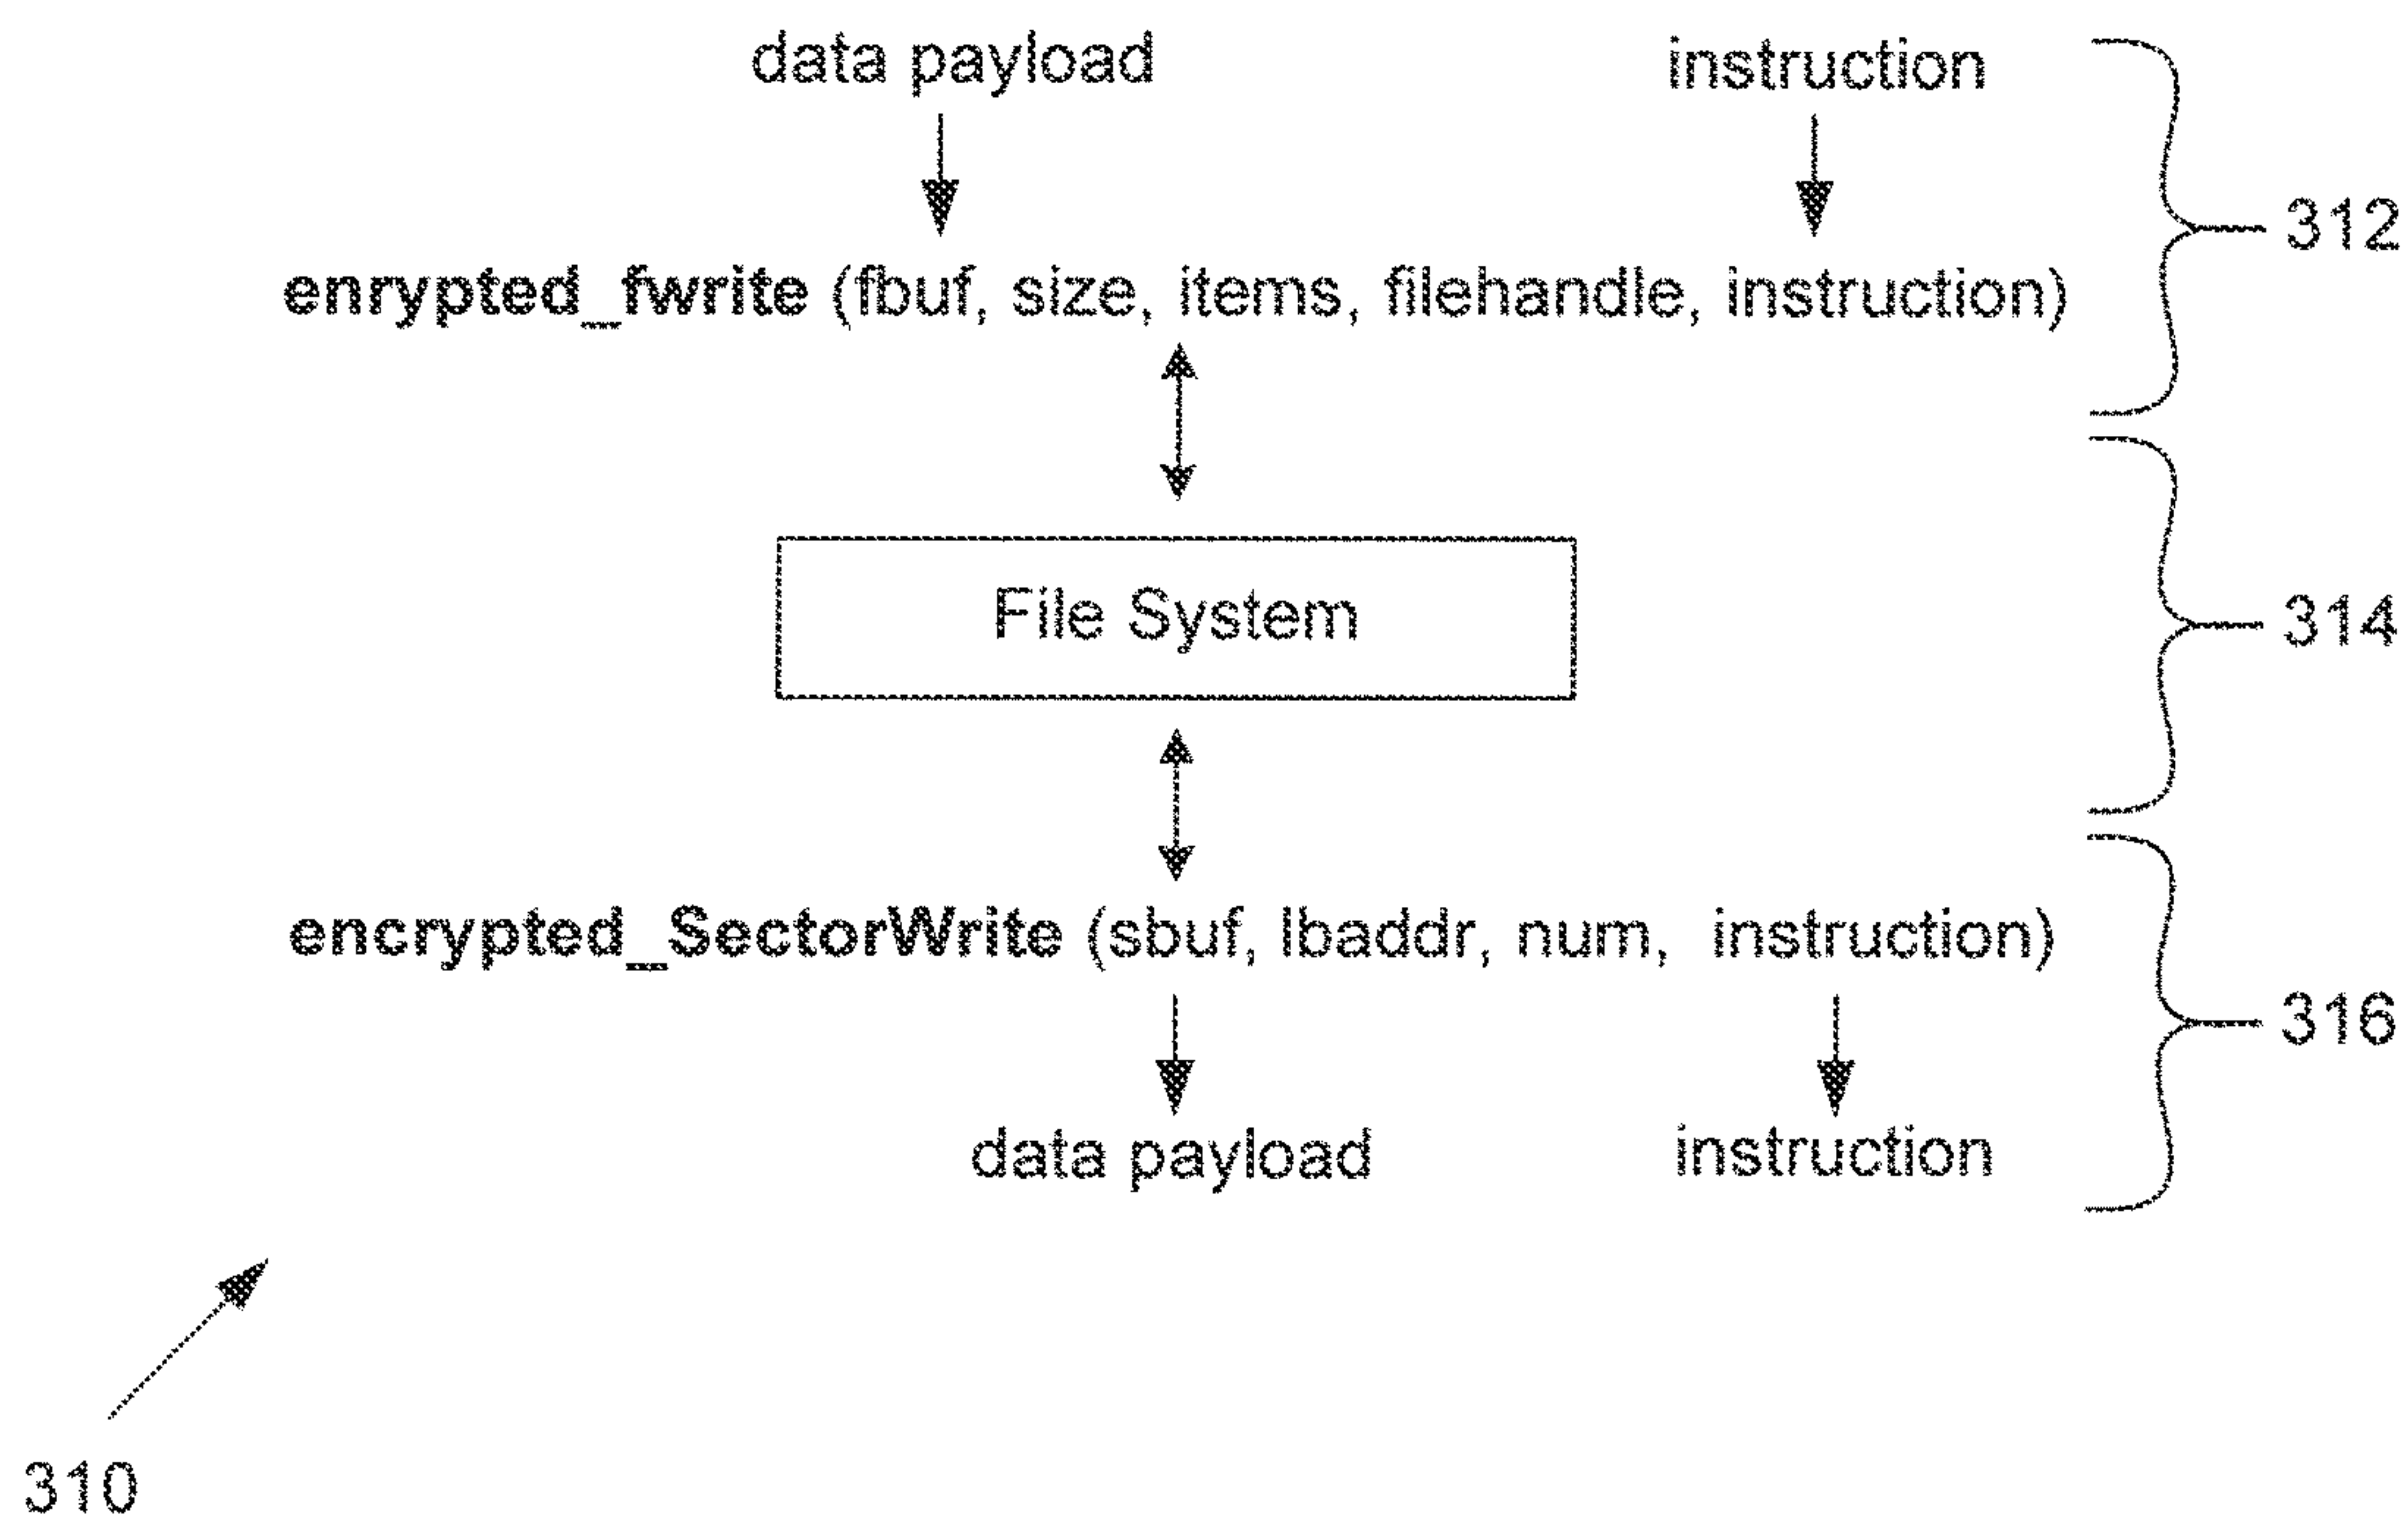 data payload instruction
312
enrypted_fwrite (fbuf, size, items, filehandle, instruction)
File System
314
encrypted_SectorWrite (sbuf, lbaddr, num, instruction)
316
data payload instruction
310